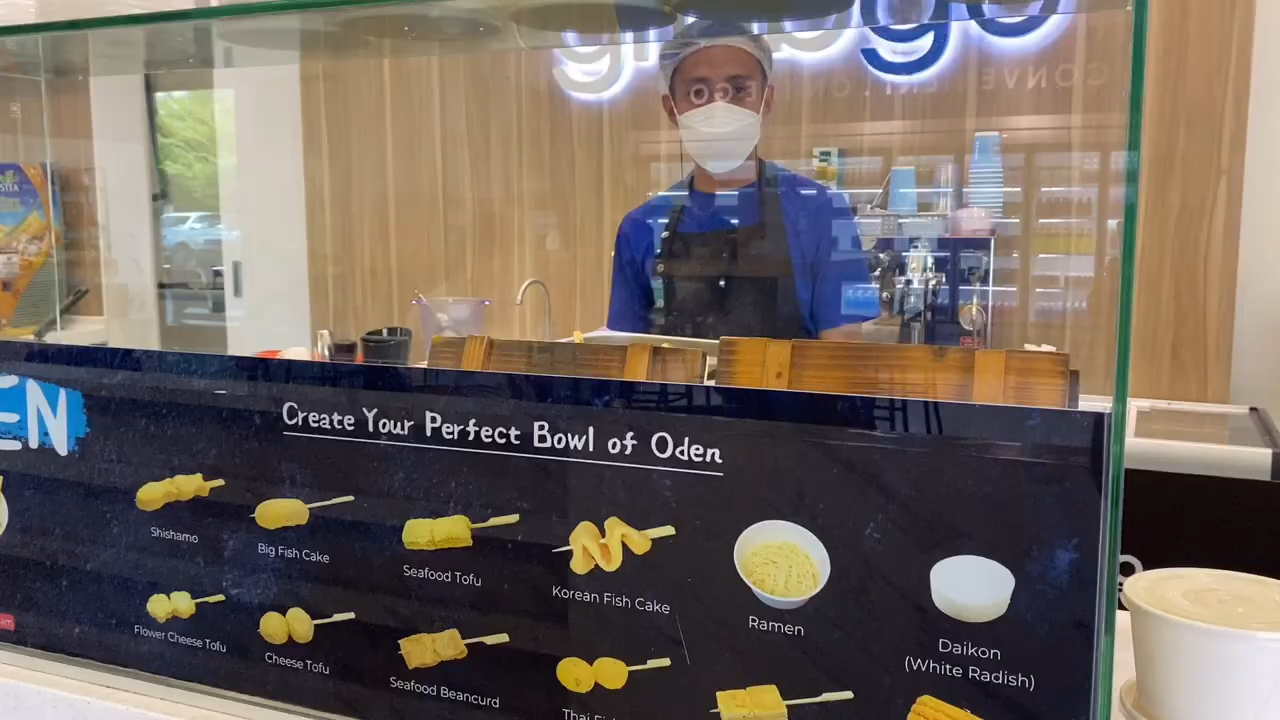 Create Your Perfect Bowl of Oden
Shishamo
Big Fish Cake
Seafood Tofu
Korean Fish Cake
Ramen
Daikon
(White Radish)
Flower Cheese Tofu
Cheese Tofu
Seafood Beancurd